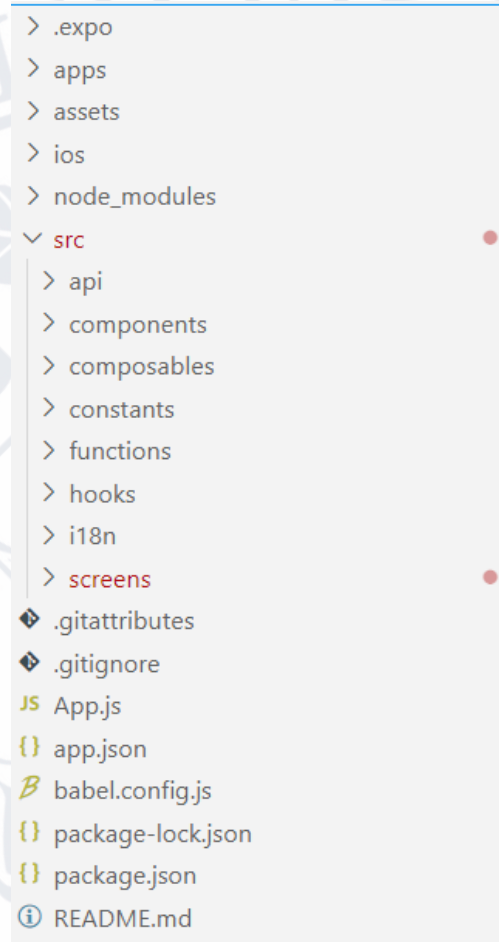 .expo
apps
assets
ios
node_modules
src
api
components
composables
constants
functions
hooks
i18n
screens
.gitattributes
.gitignore
JS App.js
{} app.json
B babel.config.js
{} package-lock.json
{} package.json
README.md